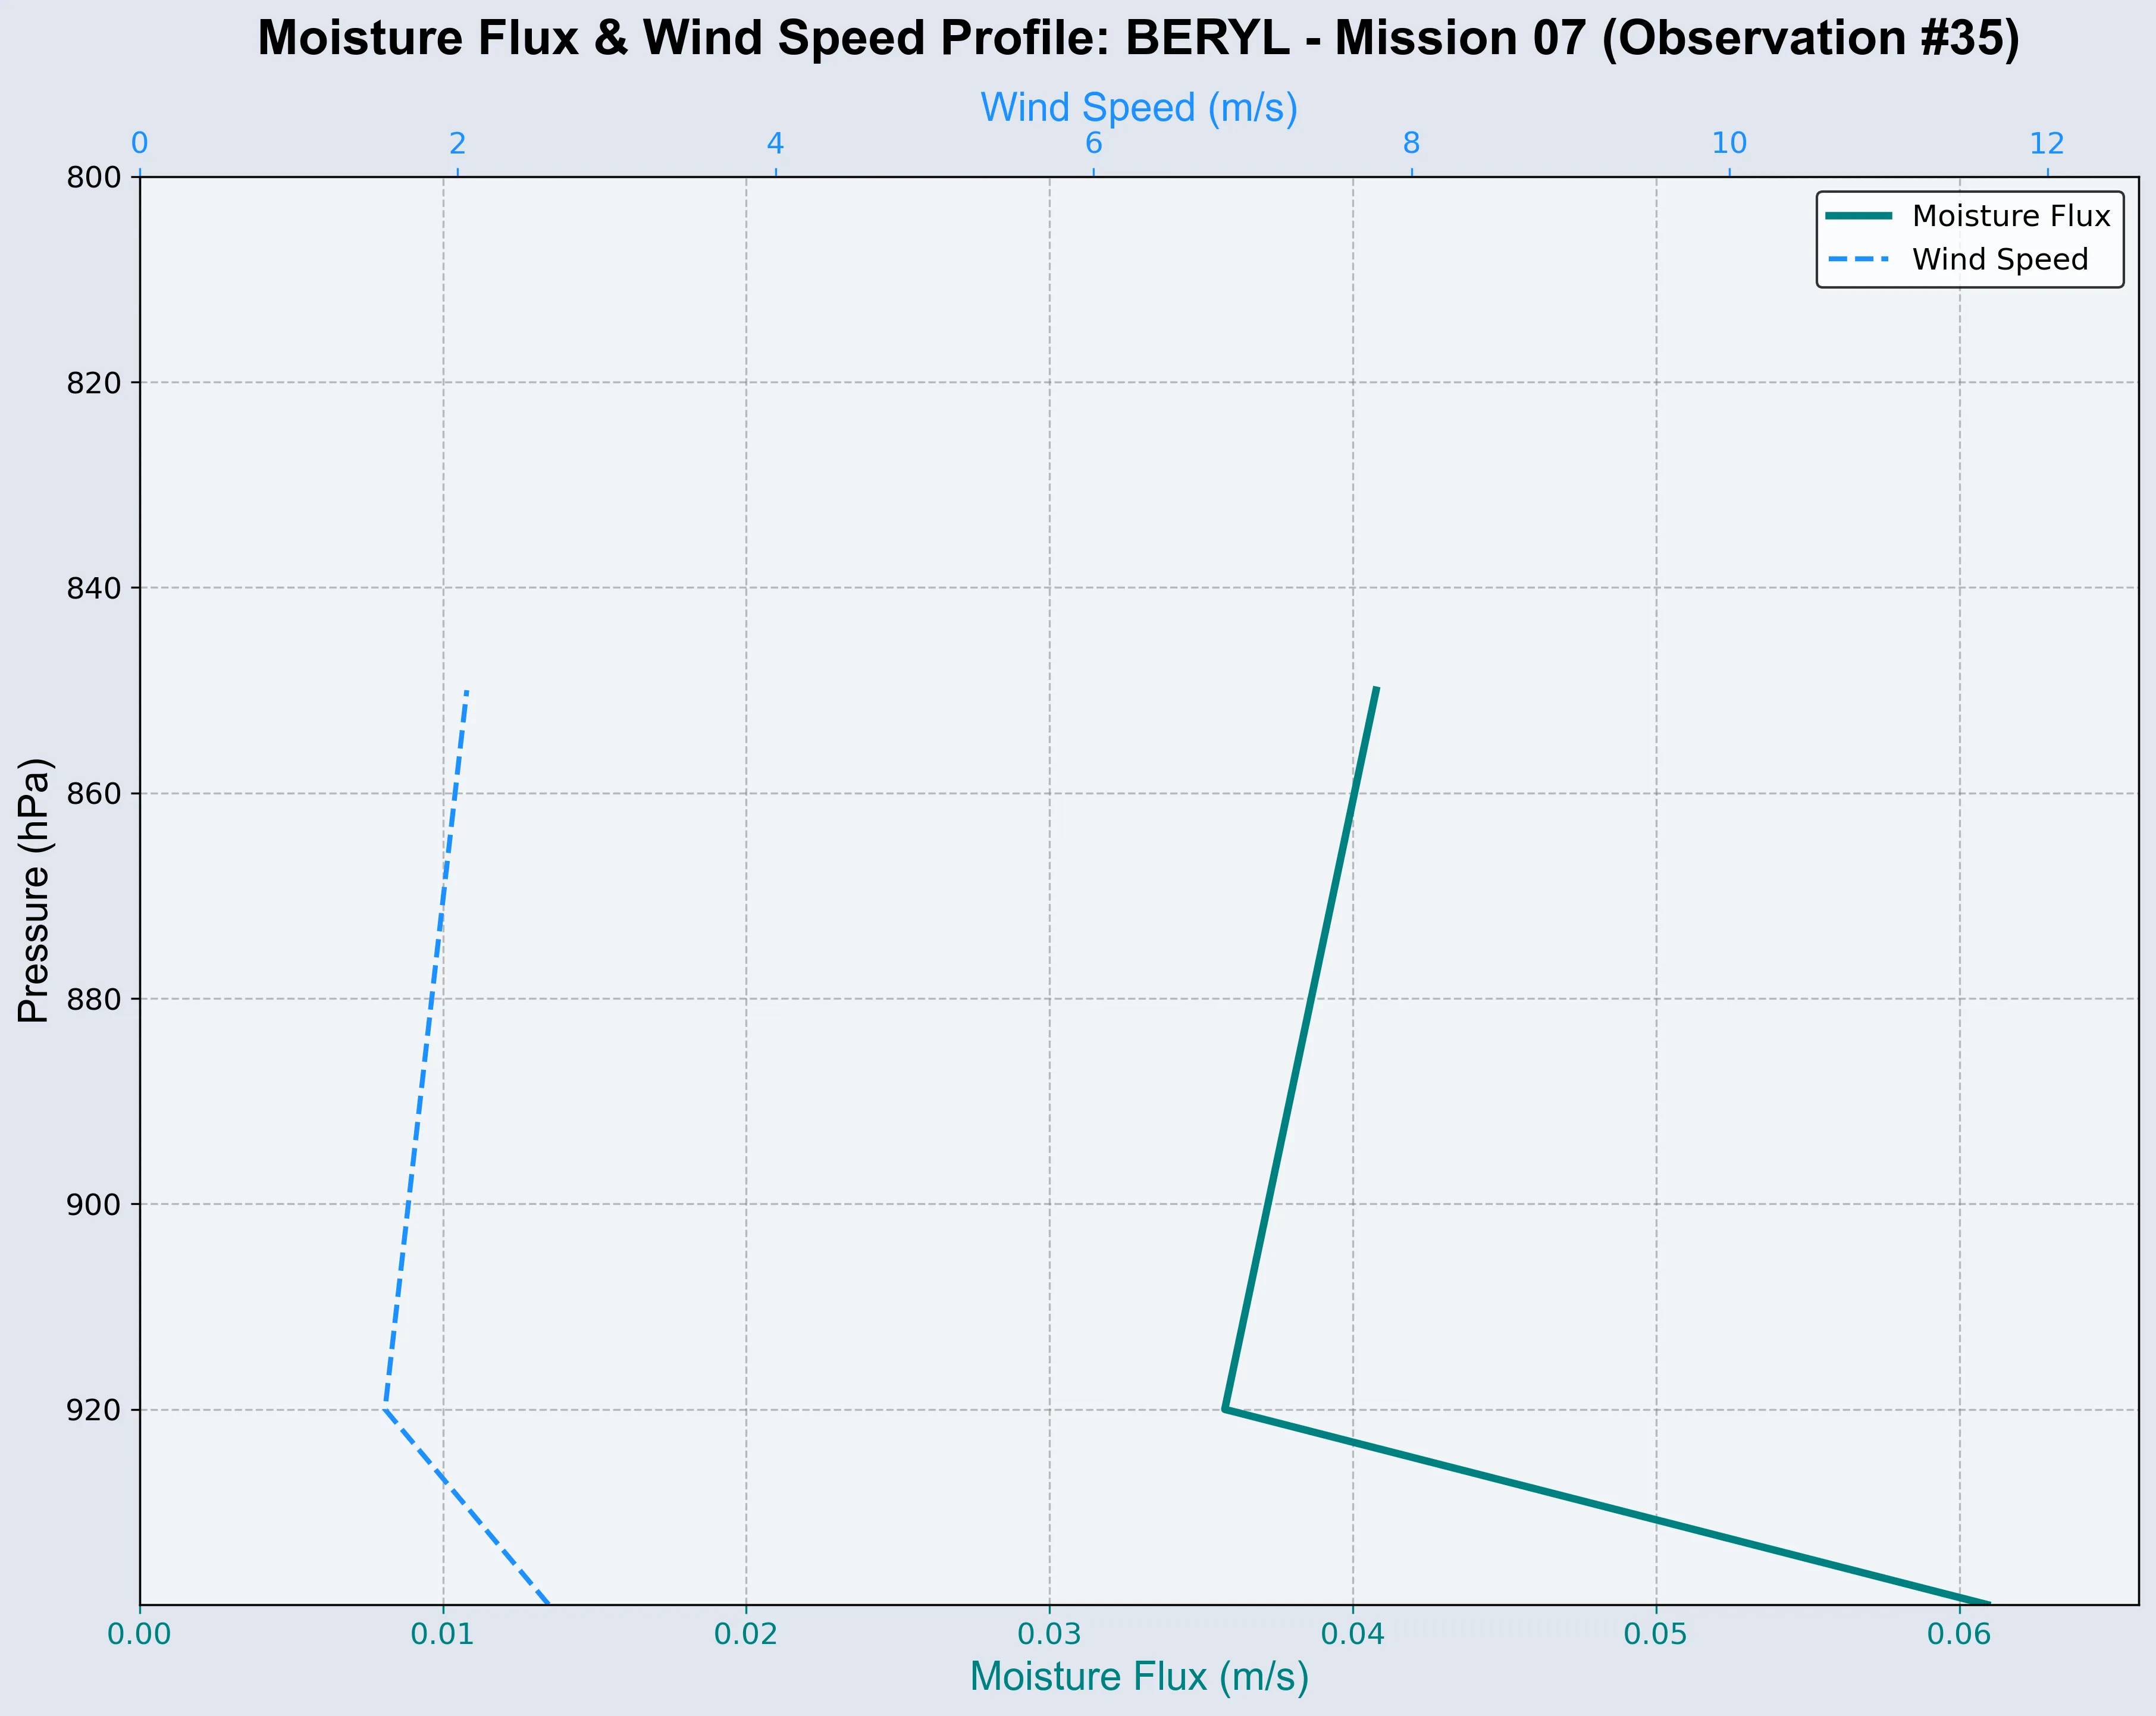 Moisture Flux & Wind Speed Profile: BERYL - Mission 07 (Observation #35)
Wind Speed (m/s)
0 2 4 6 8 10 12
Moisture Flux
Wind Speed
800
820
840
860
880
900
920
Pressure (hPa)
0.00 0.01 0.02 0.03 0.04 0.05 0.06
Moisture Flux (m/s)